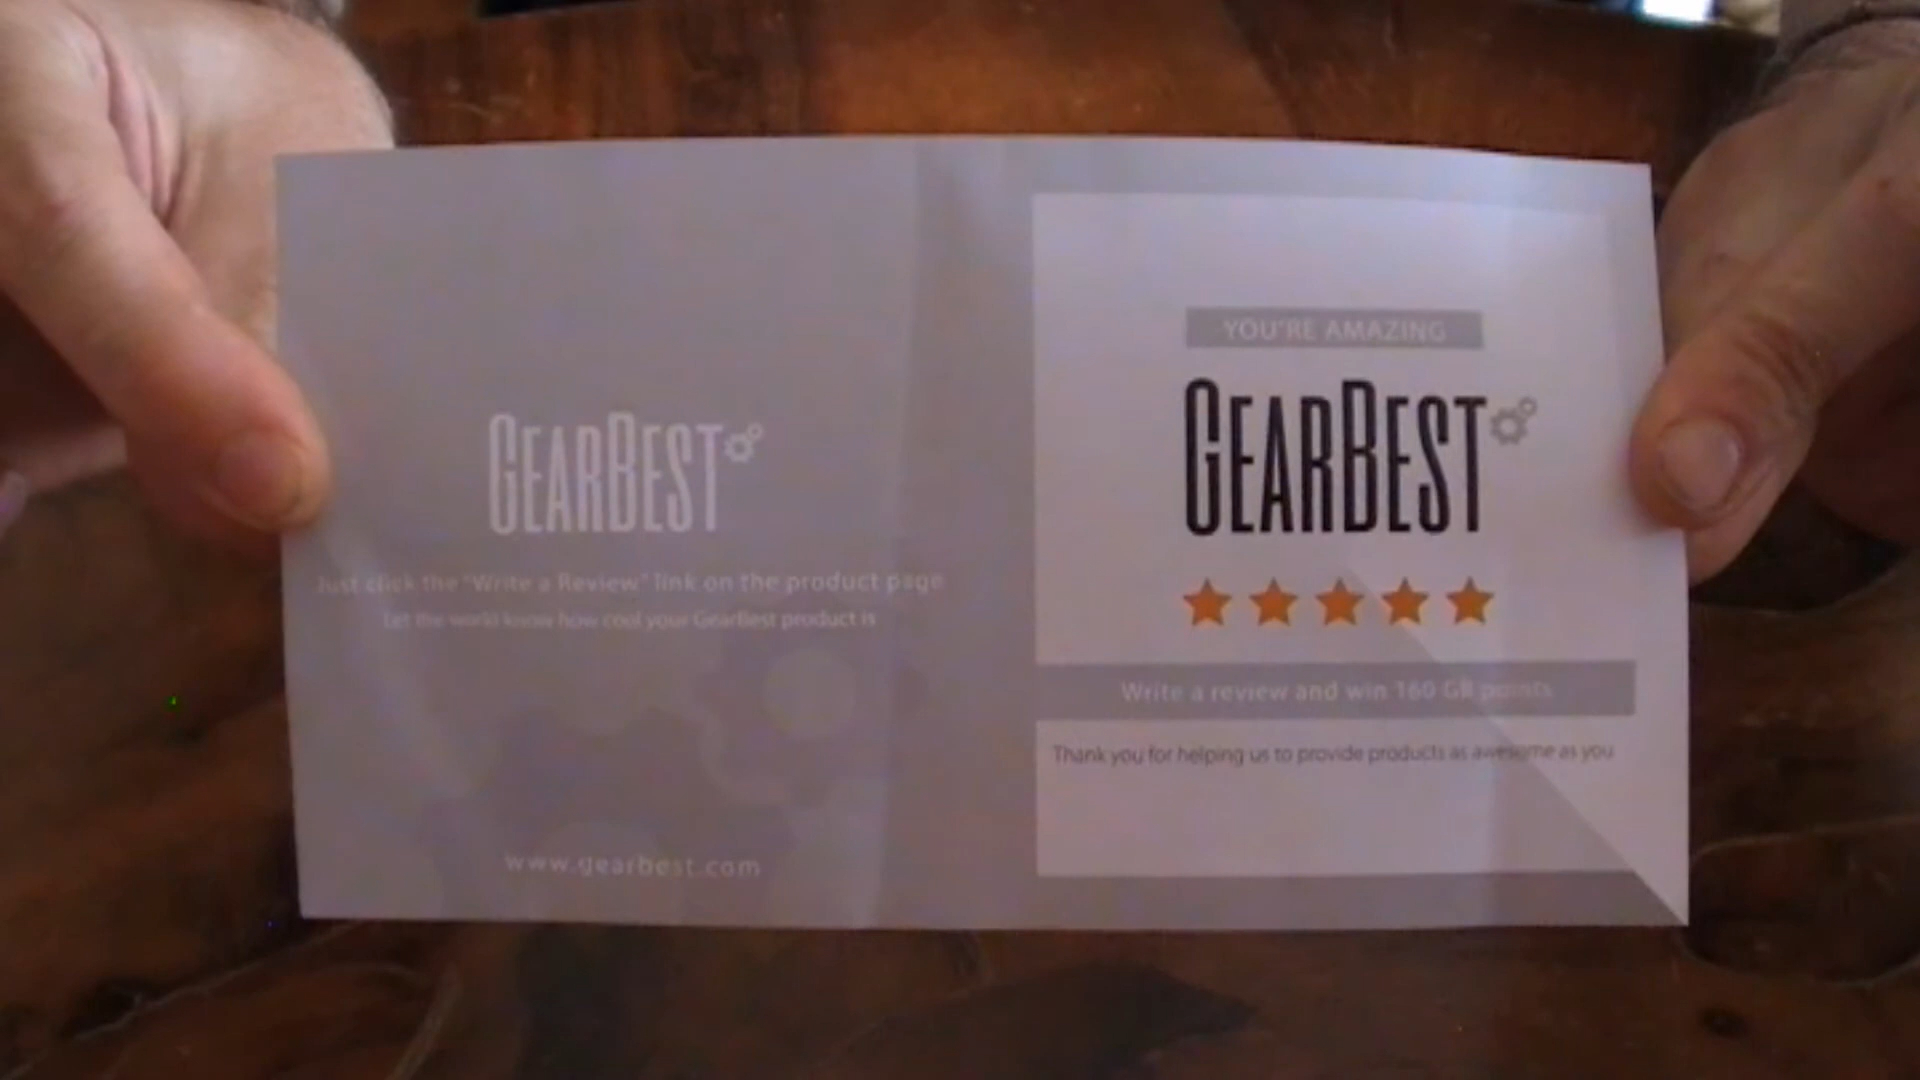 GEARBEST
Just click the "Write a Review" link on the product page
Let the world know how cool your GearBest product is
www.gearbest.com
YOU'RE AMAZING
GEARBEST
Write a review and win 160 GB points
Thank you for helping us to provide products as awesome as you